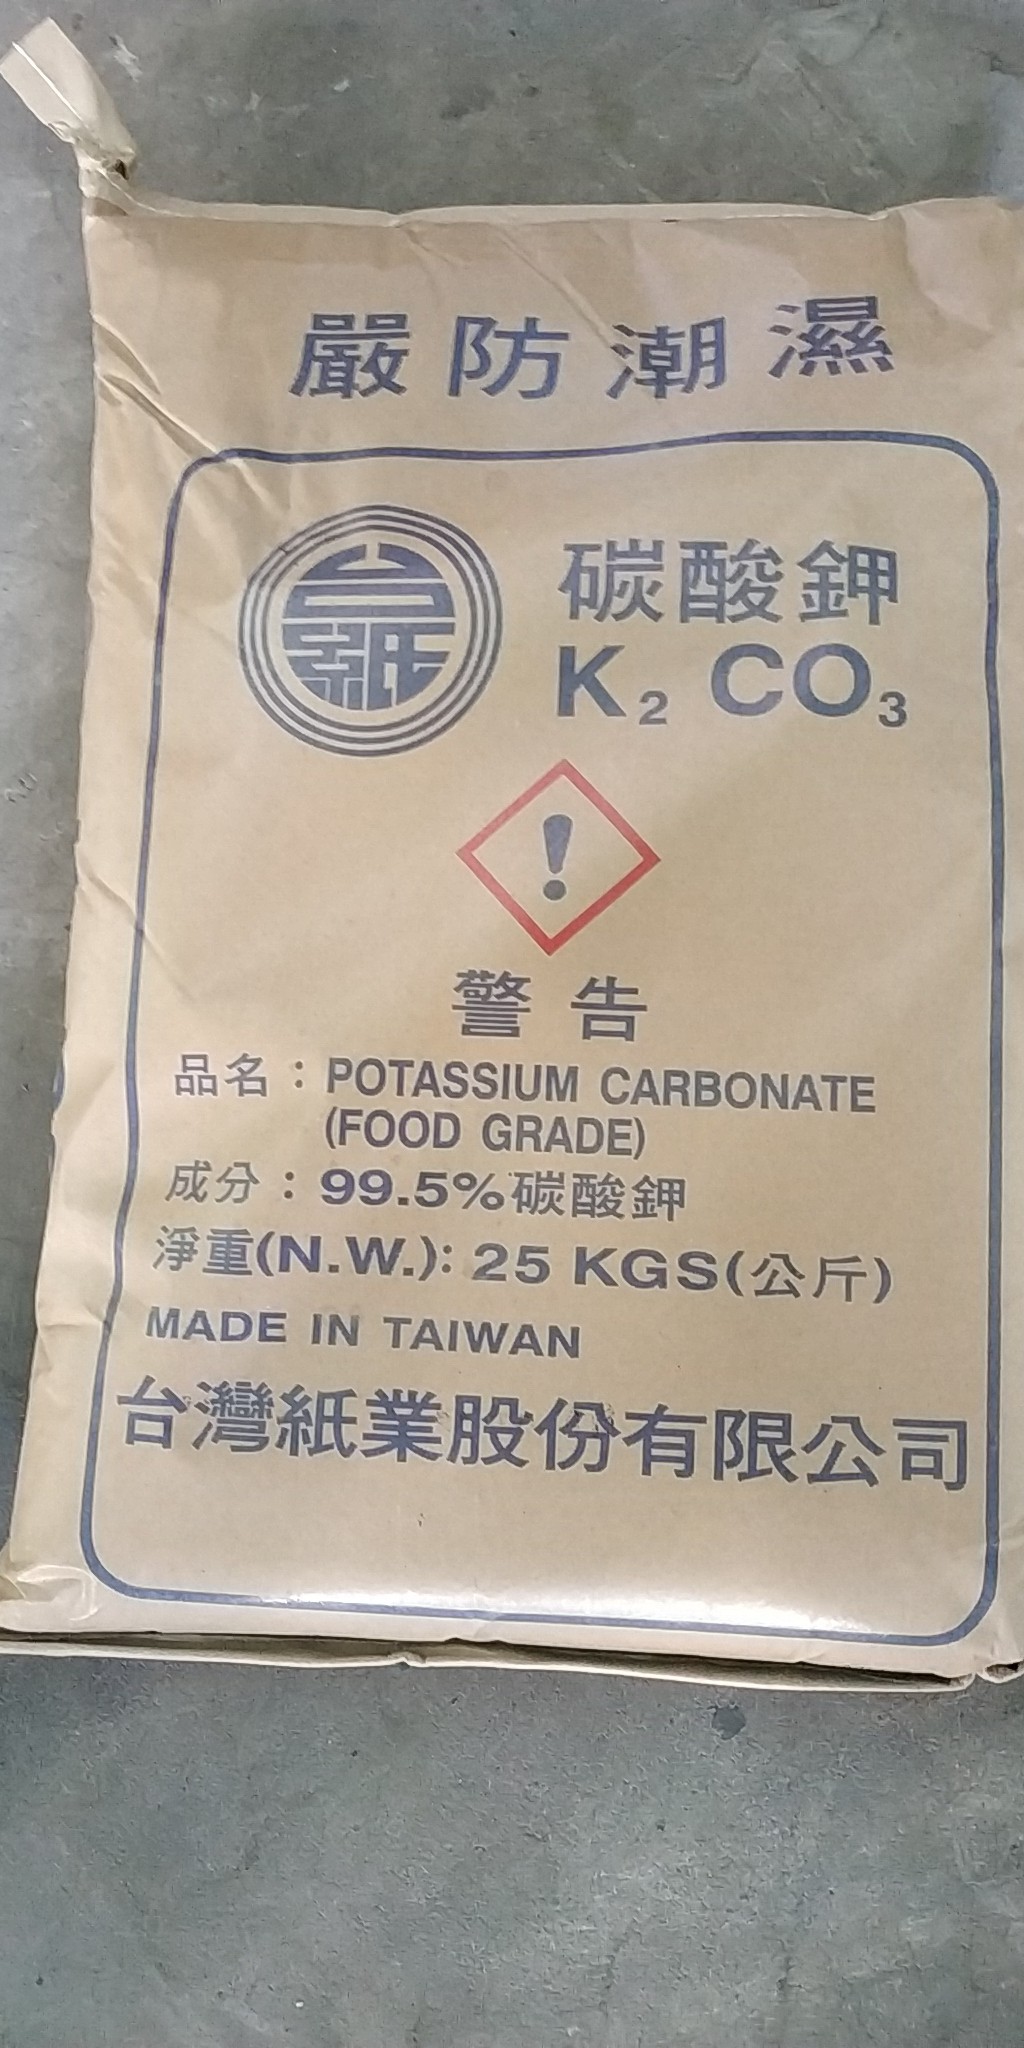 嚴防潮濕
台紙
碳酸鉀
K₂ CO₃
!
警告
品名：POTASSIUM CARBONATE
(FOOD GRADE)
成分：99.5%碳酸鉀
淨重(N.W.): 25 KGS(公斤)
MADE IN TAIWAN
台灣紙業股份有限公司